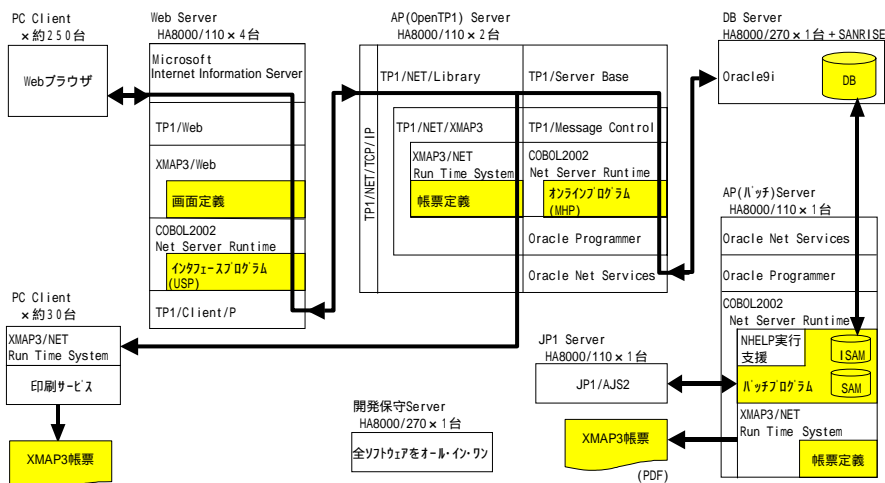 PC Client
×約250台
Webブラウザ
Web Server
HA8000/110×4台
Microsoft
Internet Information Server
TP1/Web
XMAP3/Web
画面定義
COBOL2002
Net Server Runtime
インタフェースプログラム
(USP)
TP1/Client/P
AP(OpenTP1) Server
HA8000/110×2台
TP1/NET/TCP/IP
TP1/NET/Library
TP1/NET/XMAP3
XMAP3/NET
Run Time System
帳票定義
TP1/Server Base
TP1/Message Control
COBOL2002
Net Server Runtime
オンラインプログラム
(MHP)
Oracle Programmer
Oracle Net Services
DB Server
HA8000/270×1台+SANRISE
Oracle9i
DB
AP(バッチ)Server
HA8000/110×1台
Oracle Net Services
Oracle Programmer
COBOL2002
Net Server Runtime
NHELP実行
支援
ISAM
バッチプログラム
SAM
XMAP3/NET
Run Time System
帳票定義
PC Client
×約30台
XMAP3/NET
Run Time System
印刷サービス
XMAP3帳票
開発保守Server
HA8000/270×1台
全ソフトウェアをオール・イン・ワン
JP1 Server
HA8000/110×1台
JP1/AJS2
XMAP3帳票
(PDF)